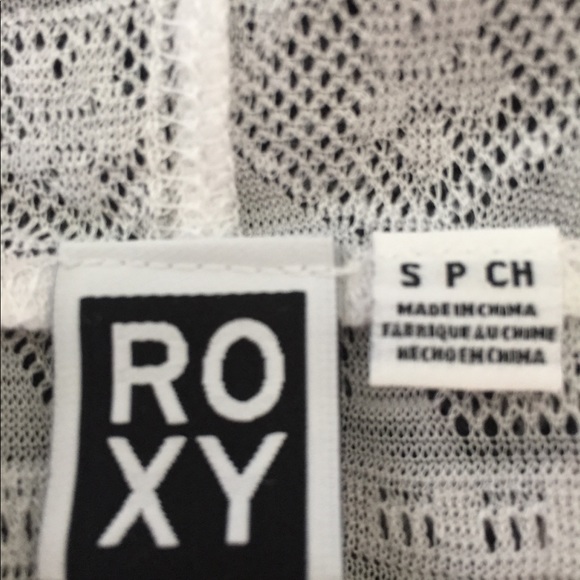 RO
XY
S P CH
MADE IN CHINA
FABRIQUE AU CHINE
HECHO EN CHINA